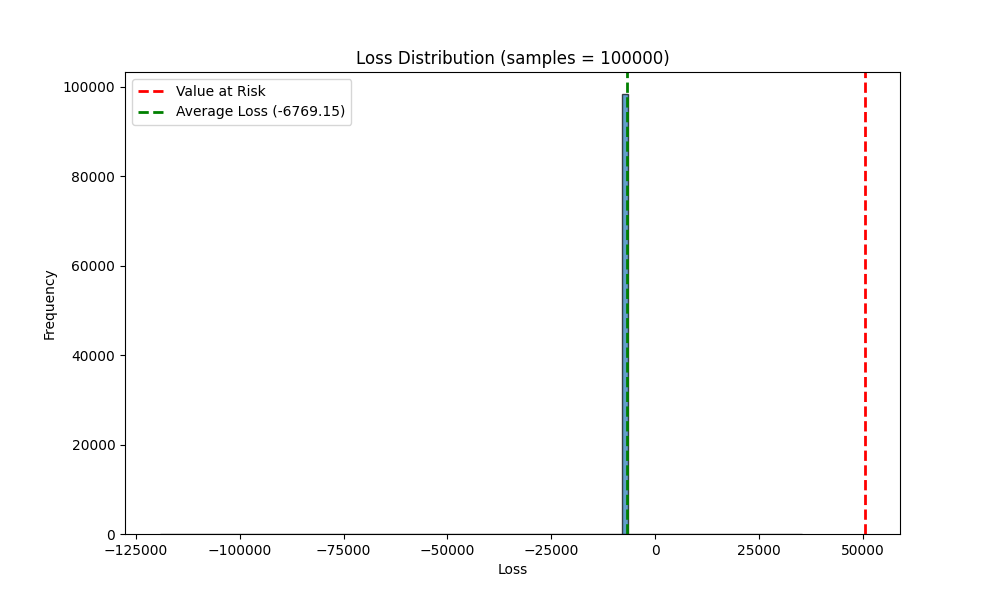 Loss Distribution (samples = 100000)
Value at Risk
Average Loss (-6769.15)
Frequency
100000
80000
60000
40000
20000
0
−125000 −100000 −75000 −50000 −25000 0 25000 50000
Loss